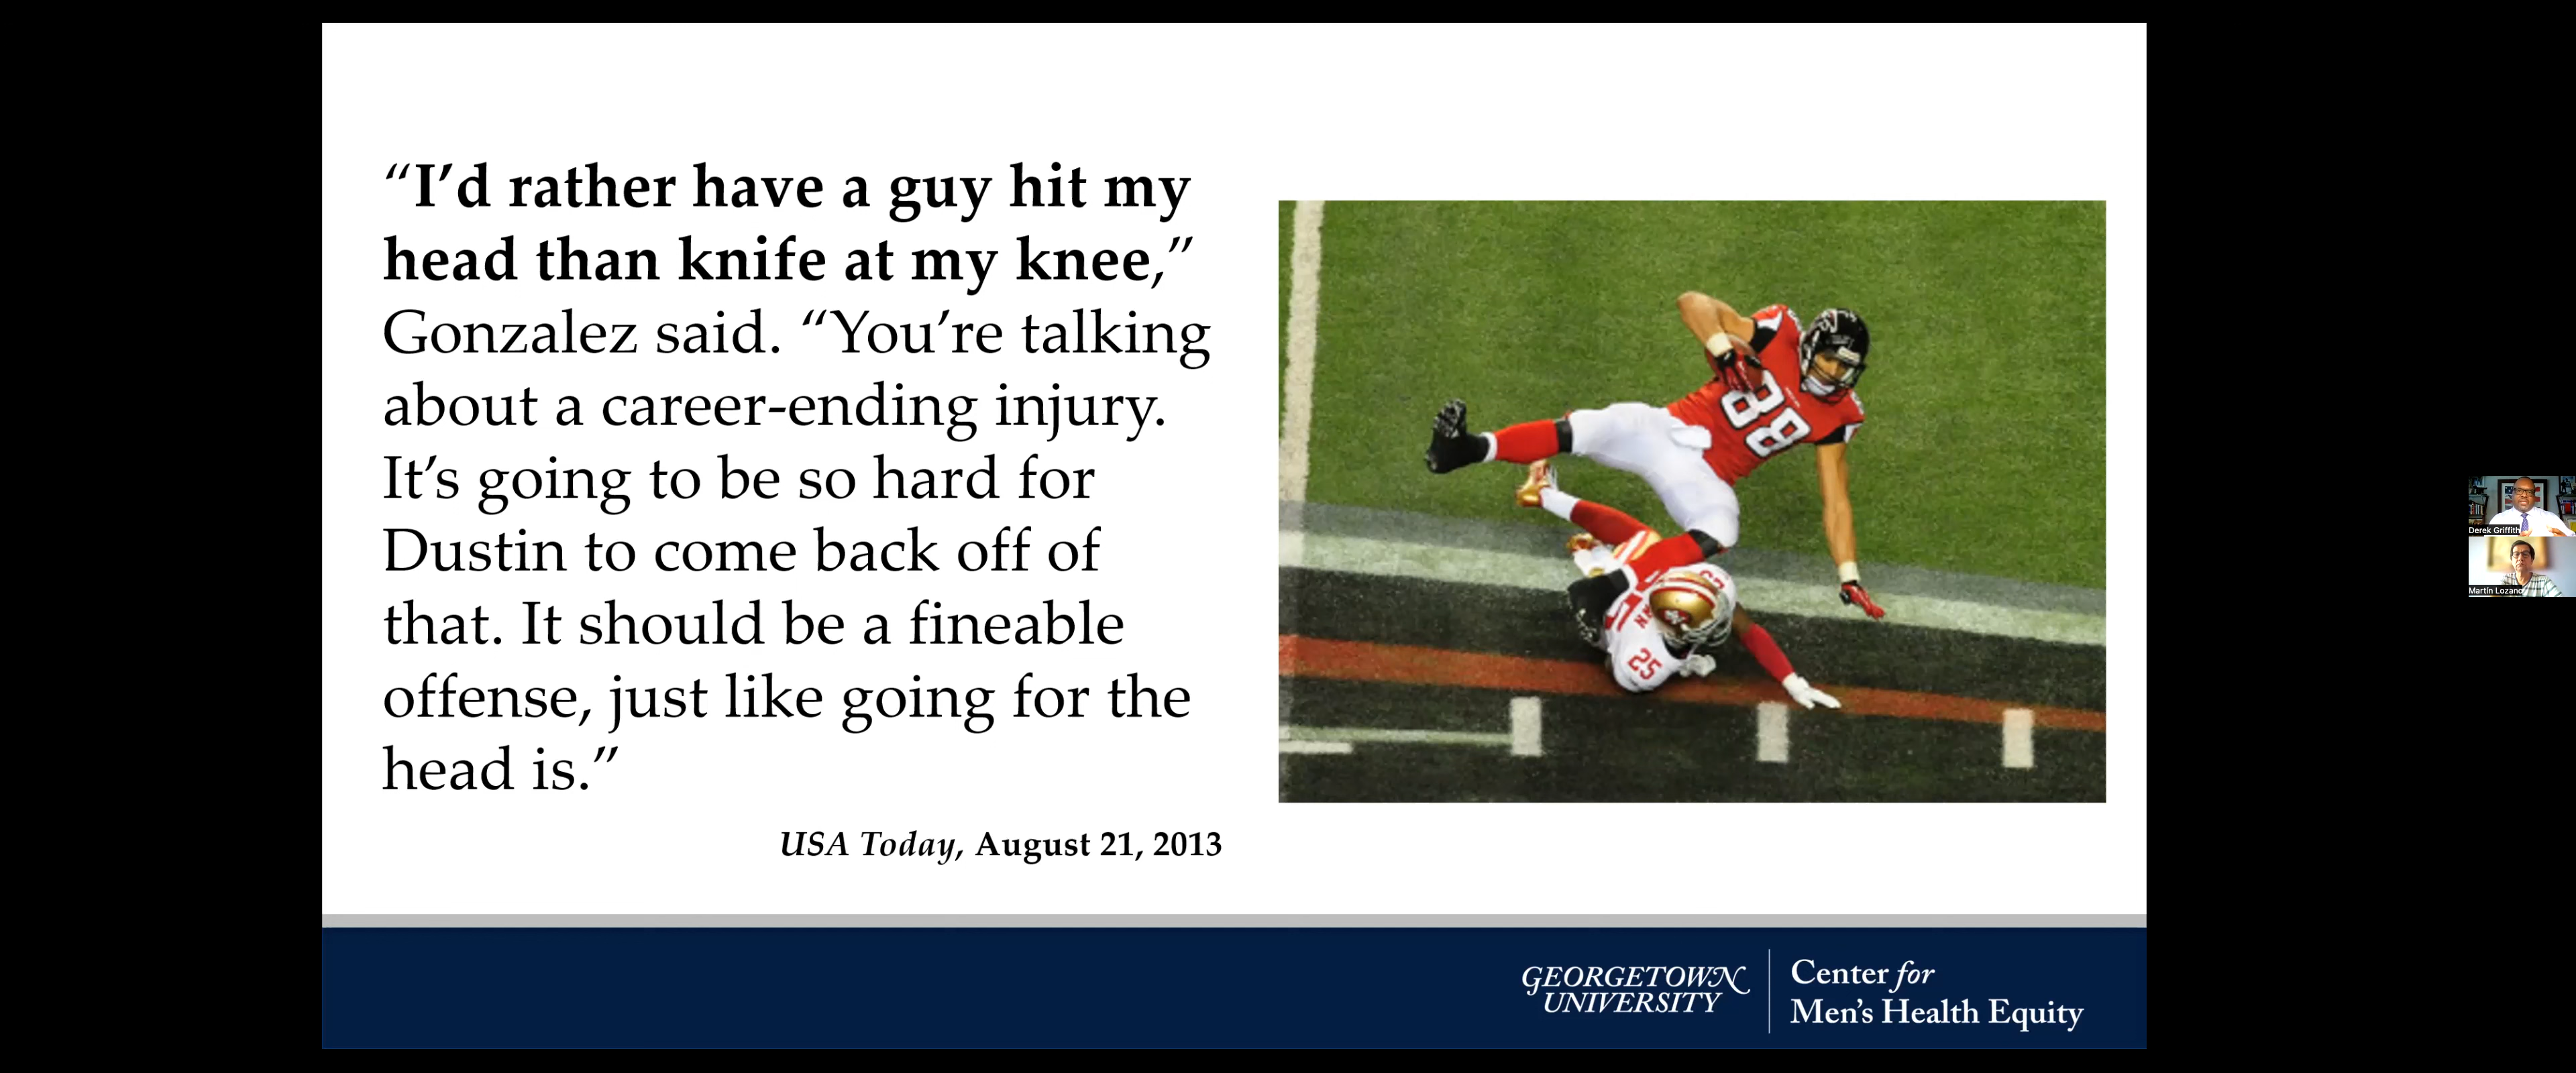 “I’d rather have a guy hit my
head than knife at my knee,”
Gonzalez said. “You’re talking
about a career-ending injury.
It’s going to be so hard for
Dustin to come back off of
that. It should be a fineable
offense, just like going for the
head is.”
USA Today, August 21, 2013
88
25
25
GEORGETOWN
UNIVERSITY
Center for
Men’s Health Equity
Derek Griffith
Martín Lozano